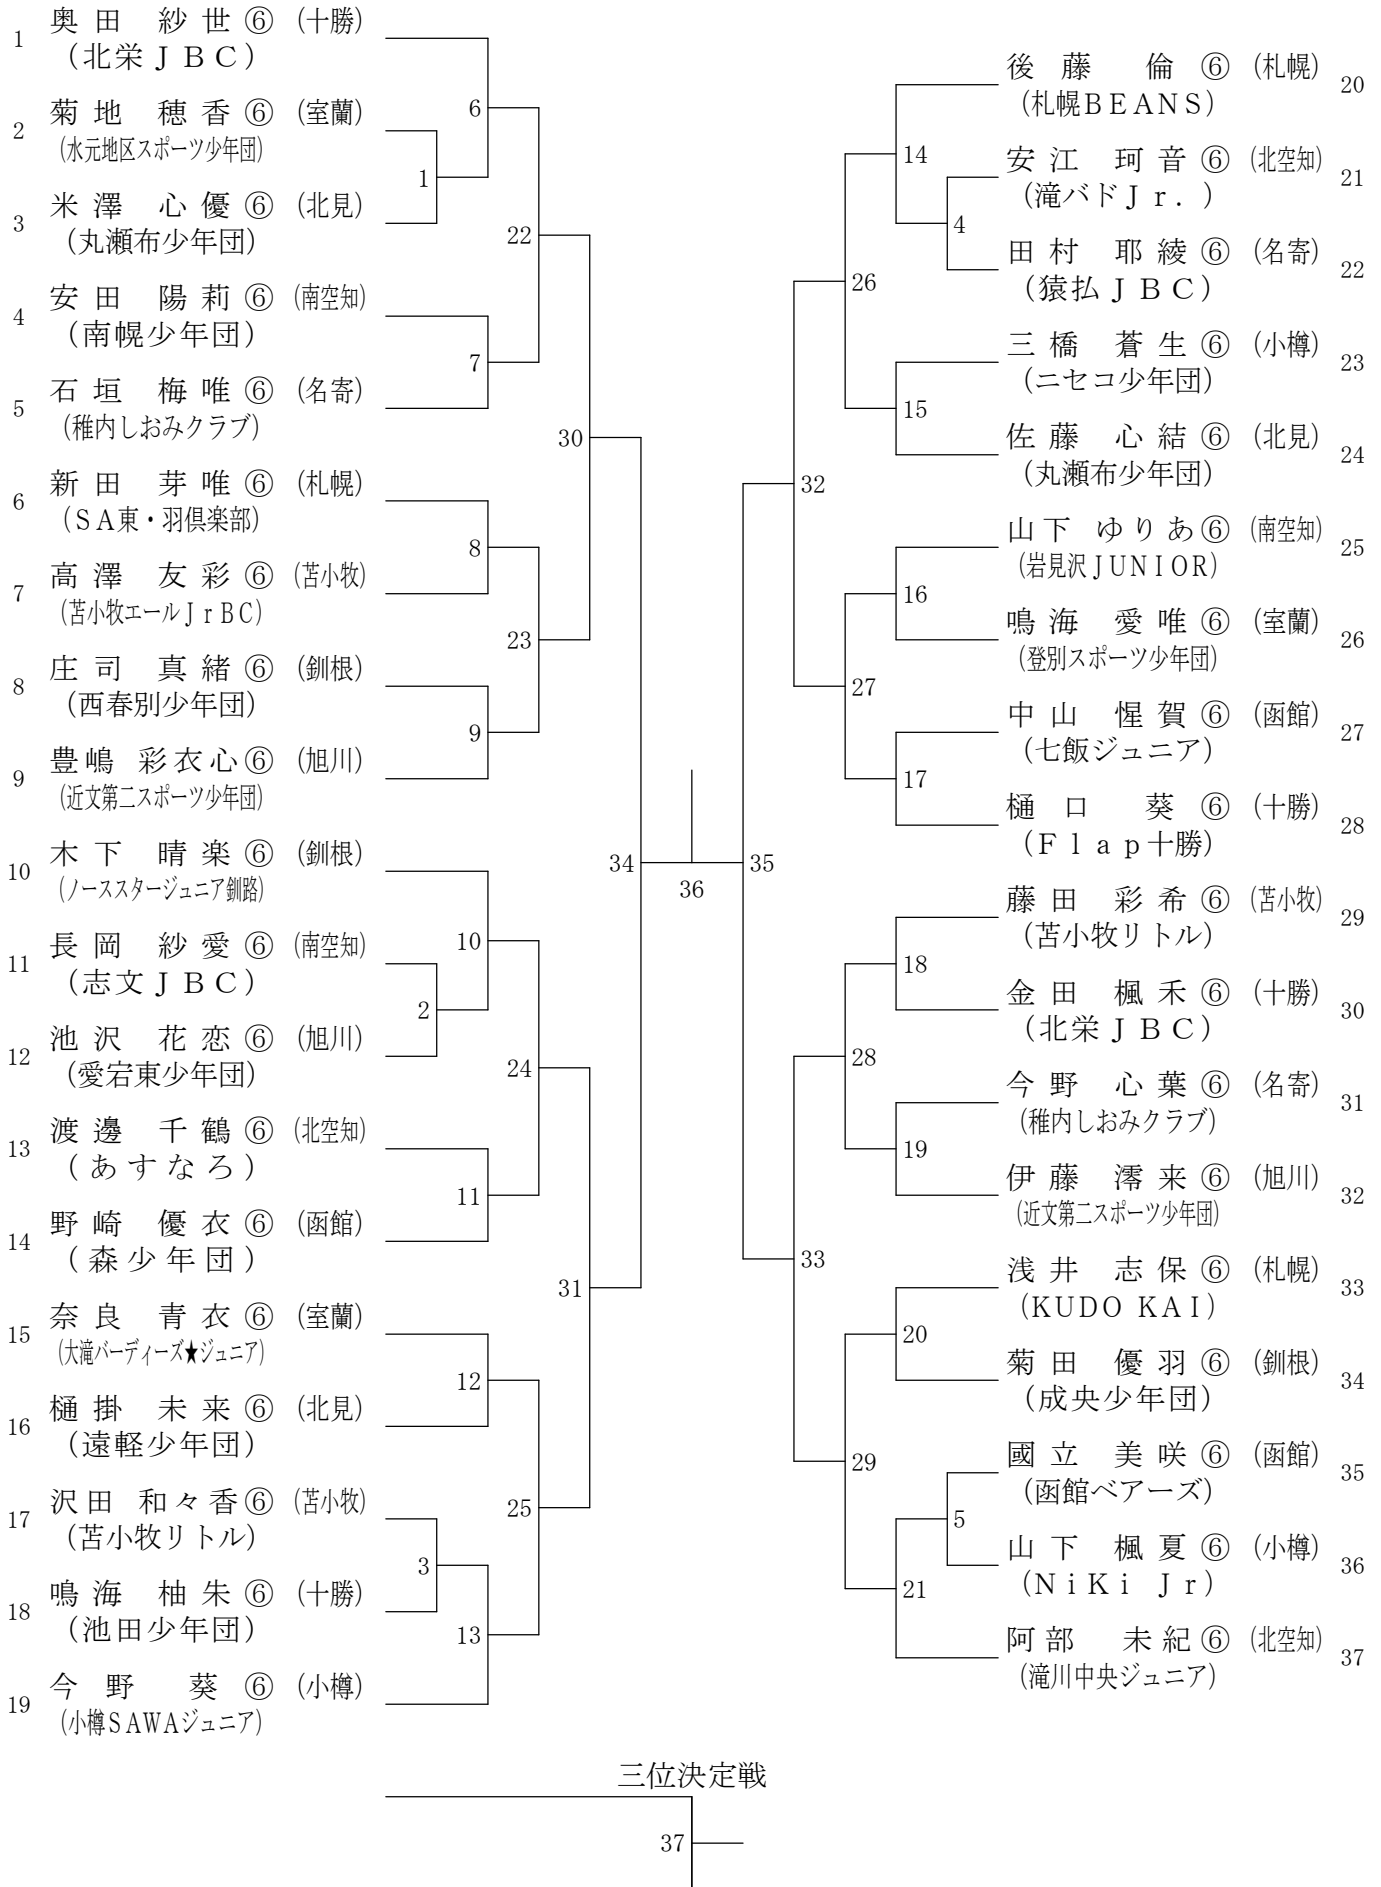 1 奥田 紗世⑥ (十勝)
(北栄JBC)
2 菊地 穂香⑥ (室蘭)
(水元地区スポーツ少年団)
3 米澤 心優⑥ (北見)
(丸瀬布少年団)
4 安田 陽莉⑥ (南空知)
(南幌少年団)
5 石垣 梅唯⑥ (名寄)
(稚内しおみクラブ)
6 新田 芽唯⑥ (札幌)
(SA東・羽倶楽部)
7 高澤 友彩⑥ (苫小牧)
(苫小牧エールJrBC)
8 庄司 真緒⑥ (釧根)
(西春別少年団)
9 豊嶋 彩衣心⑥ (旭川)
(近文第二スポーツ少年団)
10 木下 晴楽⑥ (釧根)
(ノーススタージュニア釧路)
11 長岡 紗愛⑥ (南空知)
(志文JBC)
12 池沢 花恋⑥ (旭川)
(愛宕東少年団)
13 渡邊 千鶴⑥ (北空知)
(あすなろ)
14 野崎 優衣⑥ (函館)
(森少年団)
15 奈良 青衣⑥ (室蘭)
(大滝バーディーズ★ジュニア)
16 樋掛 未来⑥ (北見)
(遠軽少年団)
17 沢田 和々香⑥ (苫小牧)
(苫小牧リトル)
18 鳴海 柚朱⑥ (十勝)
(池田少年団)
19 今野 葵⑥ (小樽)
(小樽SAWAジュニア)
6
1
22
7
30
8
23
9
34
10
2
24
11
31
12
25
3
13
36
35
14
4
26
15
32
16
27
17
18
28
19
33
20
29
5
21
後藤 倫⑥ (札幌) 20
(札幌BEANS)
安江 珂音⑥ (北空知) 21
(滝バドJr.)
田村 耶綾⑥ (名寄) 22
(猿払JBC)
三橋 蒼生⑥ (小樽) 23
(ニセコ少年団)
佐藤 心結⑥ (北見) 24
(丸瀬布少年団)
山下 ゆりあ⑥ (南空知) 25
(岩見沢JUNIOR)
鳴海 愛唯⑥ (室蘭) 26
(登別スポーツ少年団)
中山 惺賀⑥ (函館) 27
(七飯ジュニア)
樋口 葵⑥ (十勝) 28
(Flap十勝)
藤田 彩希⑥ (苫小牧) 29
(苫小牧リトル)
金田 楓禾⑥ (十勝) 30
(北栄JBC)
今野 心葉⑥ (名寄) 31
(稚内しおみクラブ)
伊藤 澪来⑥ (旭川) 32
(近文第二スポーツ少年団)
浅井 志保⑥ (札幌) 33
(KUDO KAI)
菊田 優羽⑥ (釧根) 34
(成央少年団)
國立 美咲⑥ (函館) 35
(函館ベアーズ)
山下 楓夏⑥ (小樽) 36
(NiKi Jr)
阿部 未紀⑥ (北空知) 37
(滝川中央ジュニア)
三位決定戦
37